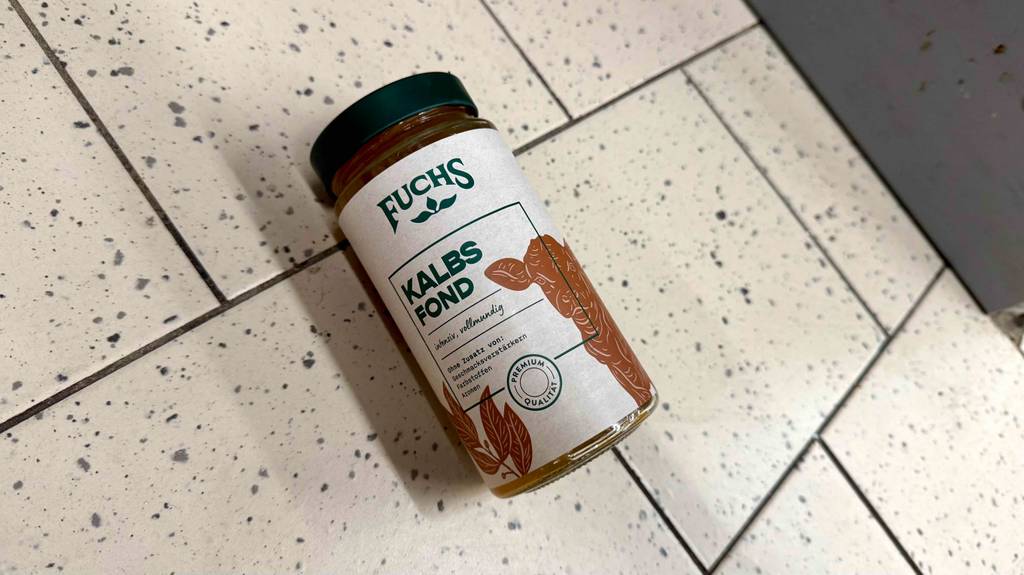 FUCHS
KALBS
FOND
intensiv, vollmundig
Ohne Zusatz von:
Geschmacksverstärkern
Farbstoffen
Aromen
PREMIUM
QUALITÄT